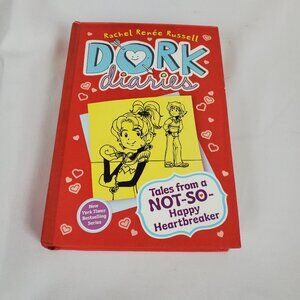 Rachel Renée Russell
DORK
diaries
Tales from a
NOT-SO-
Happy
Heartbreaker
New
York Times
Bestselling
Series